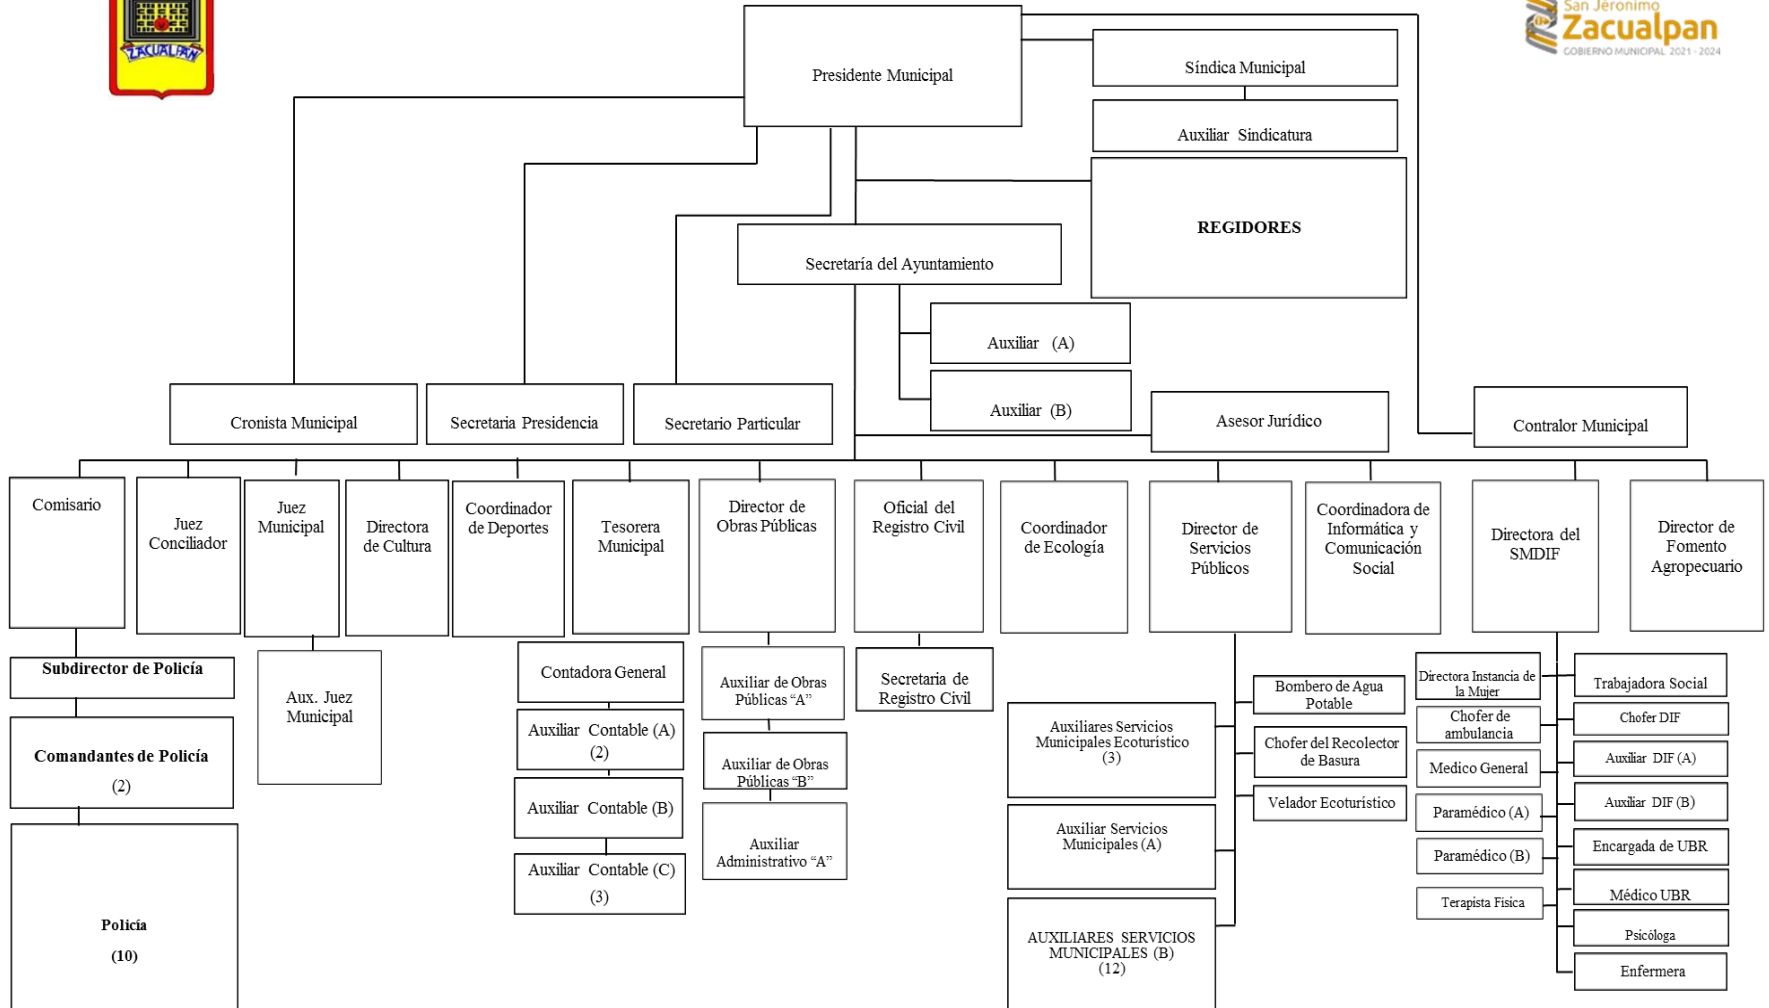 ZACUALPAN
San Jerónimo
Zacualpan
GOBIERNO MUNICIPAL 2021 - 2024
Presidente Municipal
Síndica Municipal
Auxiliar Sindicatura
REGIDORES
Secretaría del Ayuntamiento
Auxiliar (A)
Auxiliar (B)
Cronista Municipal
Secretaria Presidencia
Secretario Particular
Asesor Jurídico
Contralor Municipal
Comisario
Juez
Conciliador
Juez
Municipal
Directora
de Cultura
Coordinador
de Deportes
Tesorera
Municipal
Director de
Obras Públicas
Oficial del
Registro Civil
Coordinador
de Ecología
Director de
Servicios
Públicos
Coordinadora de
Informática y
Comunicación
Social
Directora del
SMDIF
Director de
Fomento
Agropecuario
Subdirector de Policía
Comandantes de Policía
(2)
Policía
(10)
Aux. Juez
Municipal
Contadora General
Auxiliar Contable (A)
(2)
Auxiliar Contable (B)
Auxiliar Contable (C)
(3)
Auxiliar de Obras
Públicas “A”
Auxiliar de Obras
Públicas “B”
Auxiliar
Administrativo “A”
Secretaria de
Registro Civil
Auxiliares Servicios
Municipales Ecoturístico
(3)
Auxiliar Servicios
Municipales (A)
AUXILIARES SERVICIOS
MUNICIPALES (B)
(12)
Bombero de Agua
Potable
Chofer del Recolector
de Basura
Velador Ecoturístico
Directora Instancia de
la Mujer
Chofer de
ambulancia
Medico General
Paramédico (A)
Paramédico (B)
Terapista Fisica
Trabajadora Social
Chofer DIF
Auxiliar DIF (A)
Auxiliar DIF (B)
Encargada de UBR
Médico UBR
Psicóloga
Enfermera